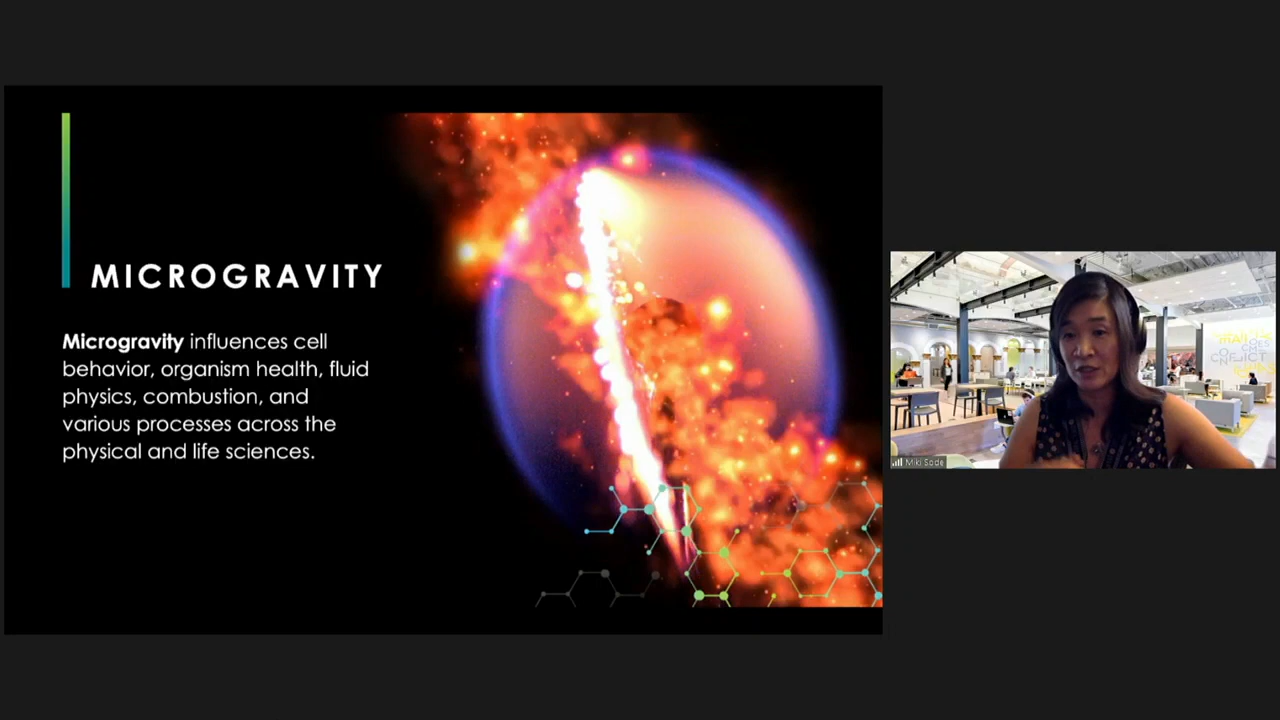 MICROGRAVITY
Microgravity influences cell
behavior, organism health, fluid
physics, combustion, and
various processes across the
physical and life sciences.
Miki Sode